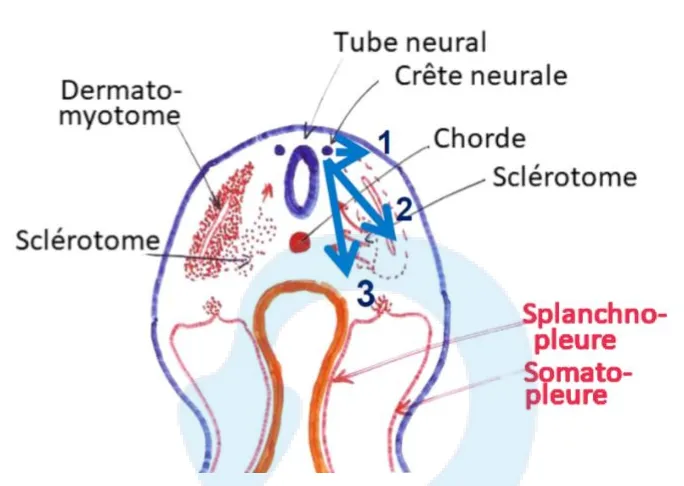 Tube neural
Crête neurale
Dermato-
myotome
1
Chorde
Sclérotome
2
Sclérotome
3
Splanchno-
pleure
Somato-
pleure